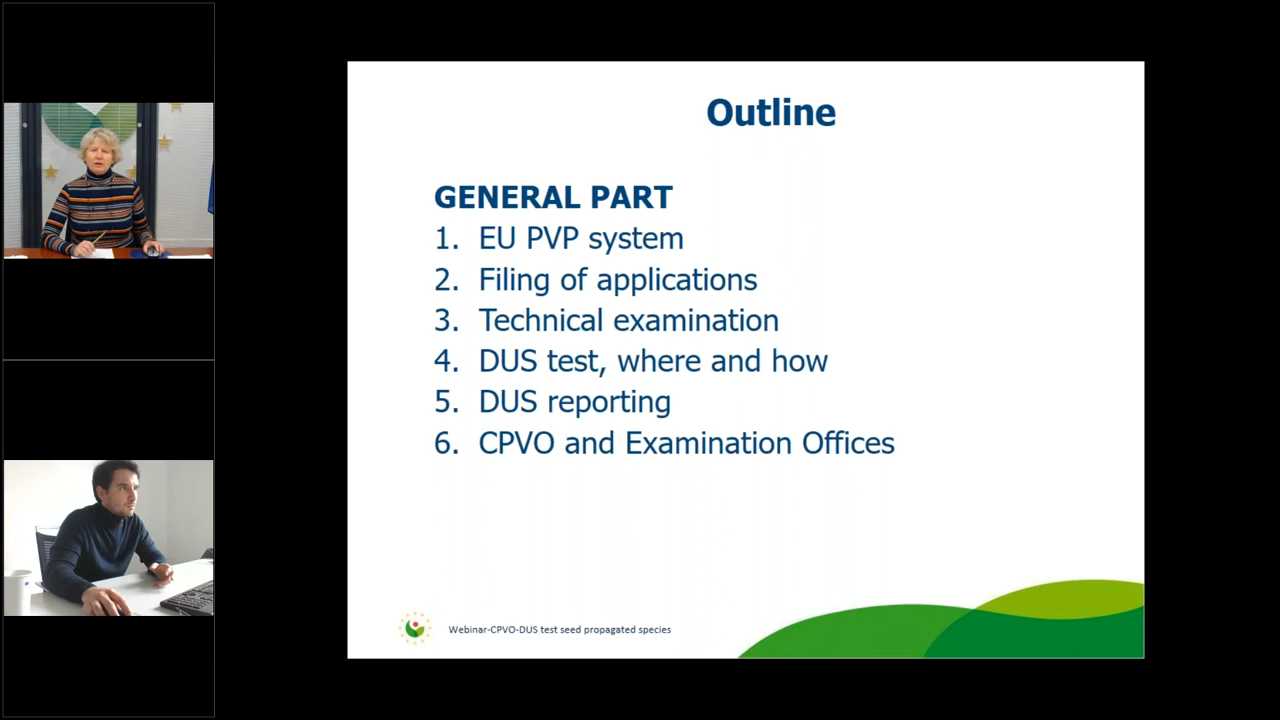 Outline
GENERAL PART
1. EU PVP system
2. Filing of applications
3. Technical examination
4. DUS test, where and how
5. DUS reporting
6. CPVO and Examination Offices
Webinar-CPVO-DUS test seed propagated species